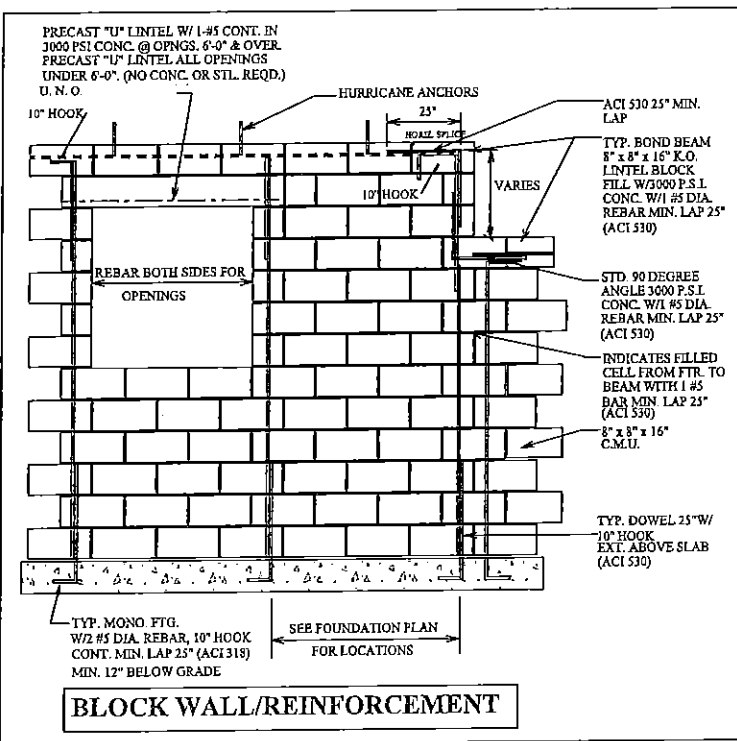 PRECAST "U" LINTEL W/ 1-#5 CONT. IN
3000 PSI CONC. @ OPNGS. 6'-0" & OVER.
PRECAST "U" LINTEL ALL OPENINGS
UNDER 6'-0". (NO CONC. OR STL. REQD.)
U. N. O.
10" HOOK
HURRICANE ANCHORS
25"
HORIZ. SPLICE
10" HOOK
VARIES
ACI 530 25" MIN.
LAP
TYP. BOND BEAM
8" x 8" x 16" K.O.
LINTEL BLOCK
FILL W/3000 P.S.I.
CONC. W/1 #5 DIA.
REBAR MIN. LAP 25"
(ACI 530)
REBAR BOTH SIDES FOR
OPENINGS
STD. 90 DEGREE
ANGLE 3000 P.S.I.
CONC. W/1 #5 DIA.
REBAR MIN. LAP 25"
(ACI 530)
INDICATES FILLED
CELL FROM FTR. TO
BEAM WITH 1 #5
BAR MIN. LAP 25"
(ACI 530)
8" x 8" x 16"
C.M.U.
TYP. DOWEL 25"W/
10" HOOK
EXT. ABOVE SLAB
(ACI 530)
TYP. MONO. FTG.
W/2 #5 DIA. REBAR, 10" HOOK
CONT. MIN. LAP 25" (ACI 318)
MIN. 12" BELOW GRADE
SEE FOUNDATION PLAN
FOR LOCATIONS
BLOCK WALL/REINFORCEMENT